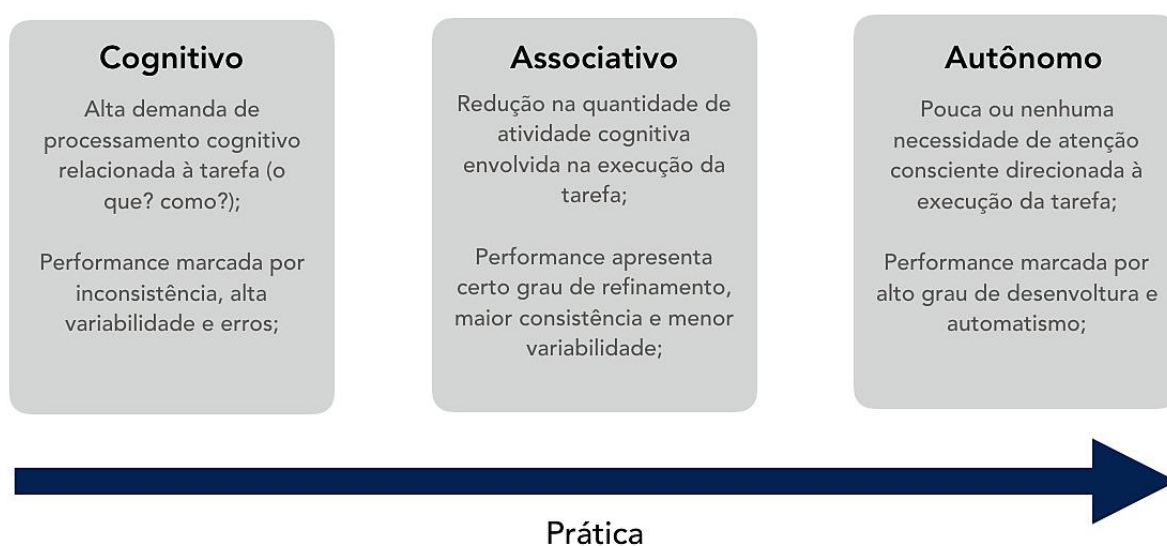 Cognitivo
Alta demanda de
processamento cognitivo
relacionada à tarefa (o
que? como?);
Performance marcada por
inconsistência, alta
variabilidade e erros;
Associativo
Redução na quantidade de
atividade cognitiva
envolvida na execução da
tarefa;
Performance apresenta
certo grau de refinamento,
maior consistência e menor
variabilidade;
Autônomo
Pouca ou nenhuma
necessidade de atenção
consciente direcionada à
execução da tarefa;
Performance marcada por
alto grau de desenvoltura e
automatismo;
Prática